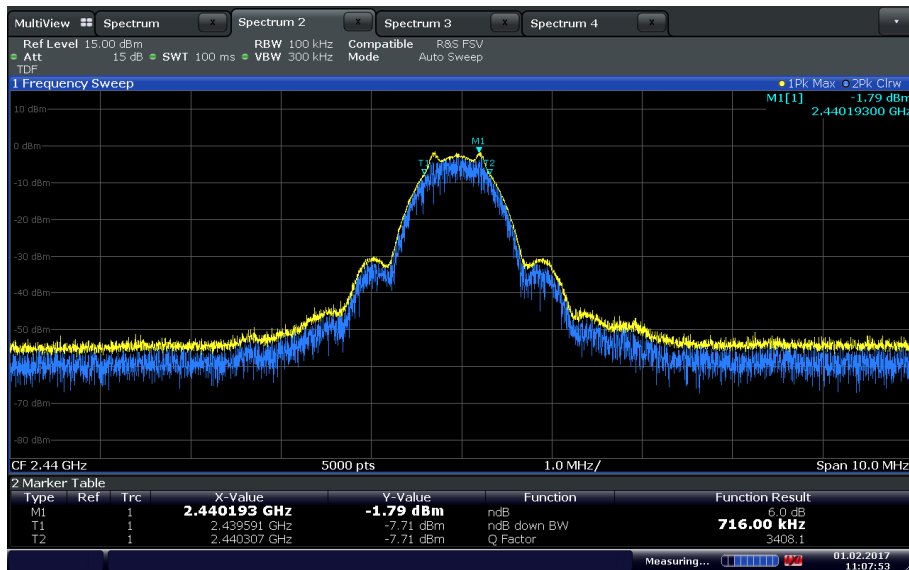 MultiView Spectrum x Spectrum 2 x Spectrum 3 x Spectrum 4 x
Ref Level 15.00 dBm RBW 100 kHz Compatible R&S FSV
Att 15 dB SWT 100 ms VBW 300 kHz Mode Auto Sweep
TDF
1 Frequency Sweep 1Pk Max 2Pk Clrw
M1[1] -1.79 dBm
2.44019300 GHz
10 dBm
M1
0 dBm
T1 T2
-10 dBm
-20 dBm
-30 dBm
-40 dBm
-50 dBm
-70 dBm
-80 dBm
CF 2.44 GHz 5000 pts 1.0 MHz/ Span 10.0 MHz
2 Marker Table
Type Ref Trc X-Value Y-Value Function Function Result
M1 1 2.440193 GHz -1.79 dBm ndB 6.0 dB
T1 1 2.439591 GHz -7.71 dBm ndB down BW 716.00 kHz
T2 1 2.440307 GHz -7.71 dBm Q Factor 3408.1
Measuring... 01.02.2017
11:07:53